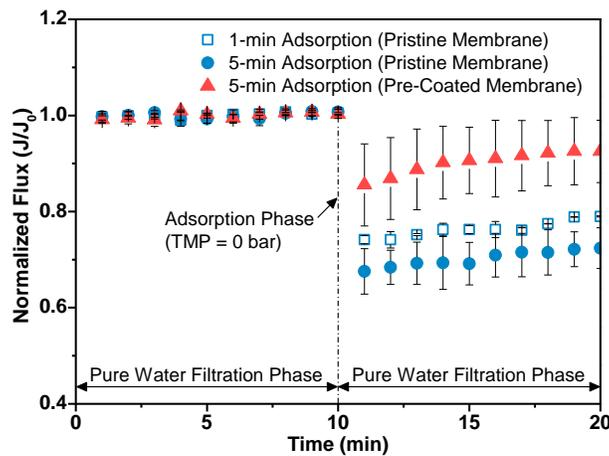 1.2
1-min Adsorption (Pristine Membrane)
5-min Adsorption (Pristine Membrane)
5-min Adsorption (Pre-Coated Membrane)
1.0
Normalized Flux (J/J0)
0.8
Adsorption Phase
(TMP = 0 bar)
0.6
Pure Water Filtration Phase Pure Water Filtration Phase
0.4
0 5 10 15 20
Time (min)